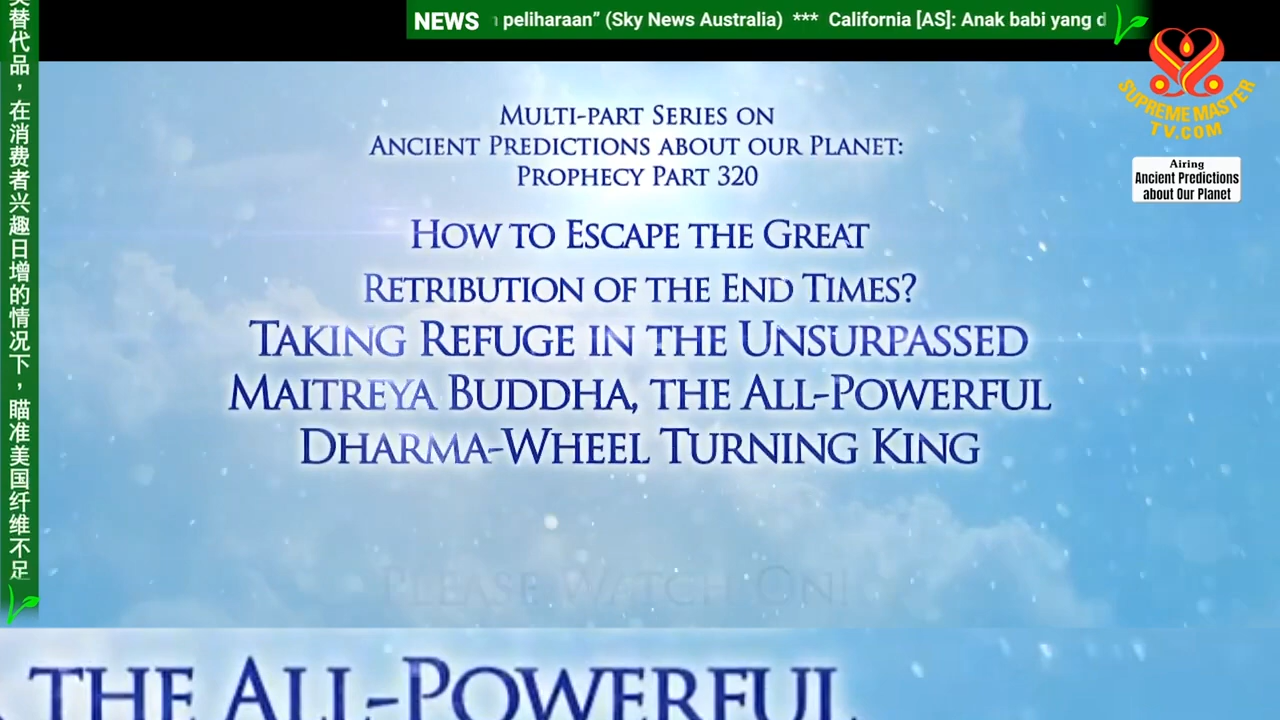 NEWS peliharaan” (Sky News Australia) *** California [AS]: Anak babi yang d
替代品，在消费者兴趣日增的情况下，瞄准美国纤维不足
SUPREME MASTER
TV.COM
Airing
Ancient Predictions
about Our Planet
MULTI-PART SERIES ON
ANCIENT PREDICTIONS ABOUT OUR PLANET:
PROPHECY PART 320
HOW TO ESCAPE THE GREAT
RETRIBUTION OF THE END TIMES?
TAKING REFUGE IN THE UNSURPASSED
MAITREYA BUDDHA, THE ALL-POWERFUL
DHARMA-WHEEL TURNING KING
PLEASE WATCH ON!
THE ALL-POWERFUL